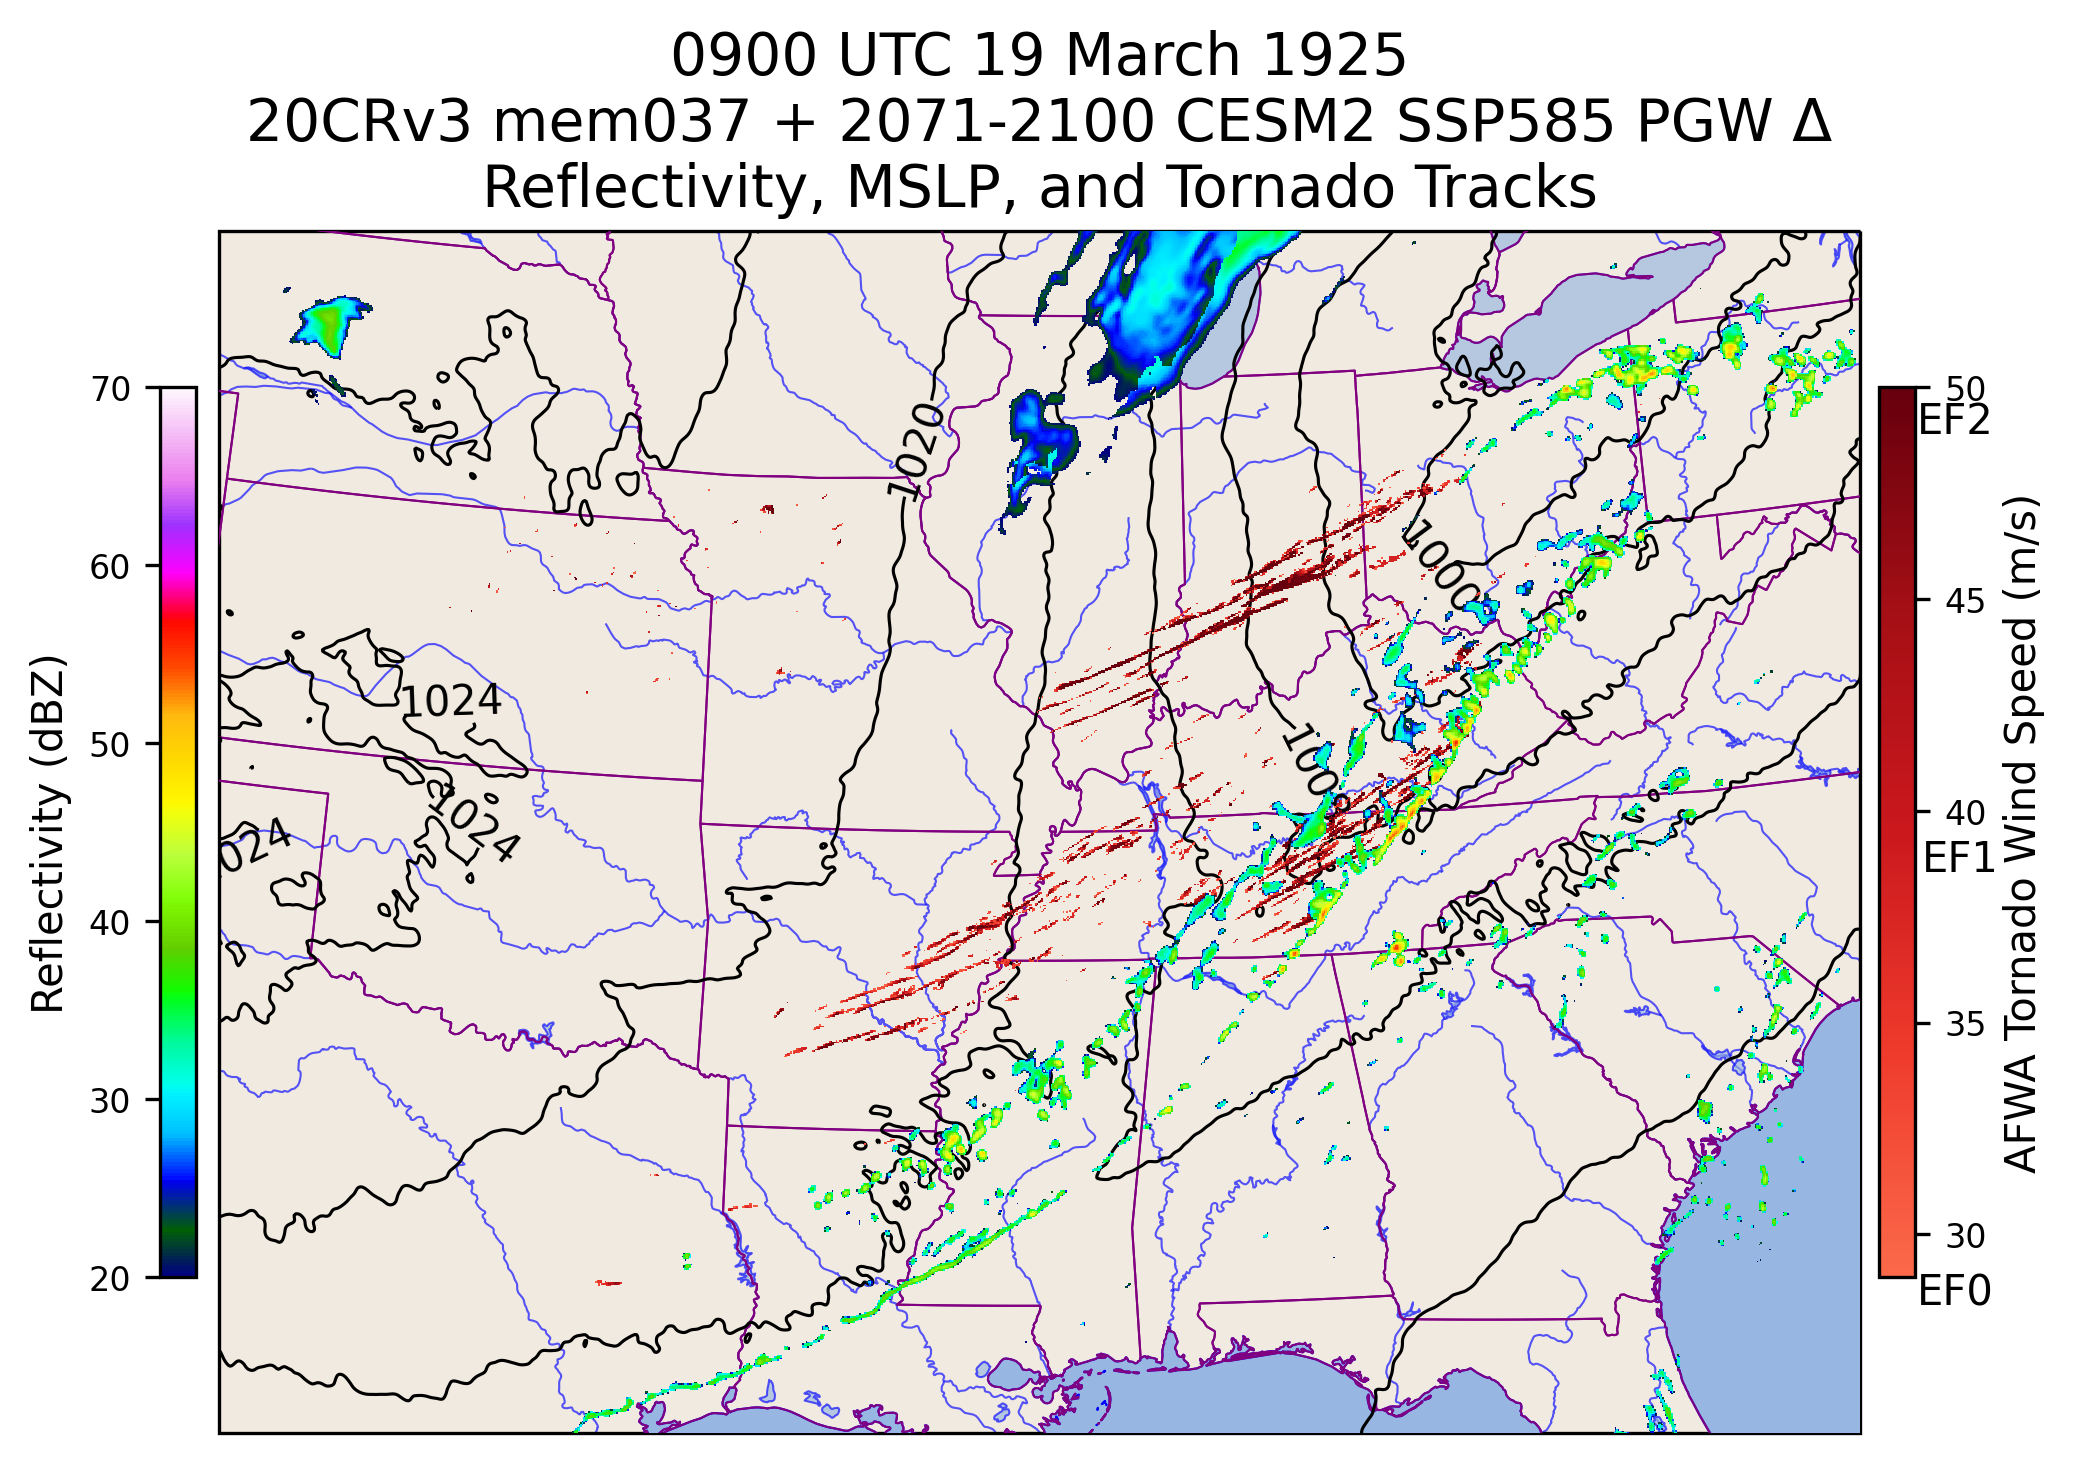 0900 UTC 19 March 1925
20CRv3 mem037 + 2071-2100 CESM2 SSP585 PGW Δ
Reflectivity, MSLP, and Tornado Tracks
Reflectivity (dBZ)
70
60
50
40
30
20
1020
1000
1024
1024
024
100
50
EF2
45
40
EF1
35
30
EF0
AFWA Tornado Wind Speed (m/s)